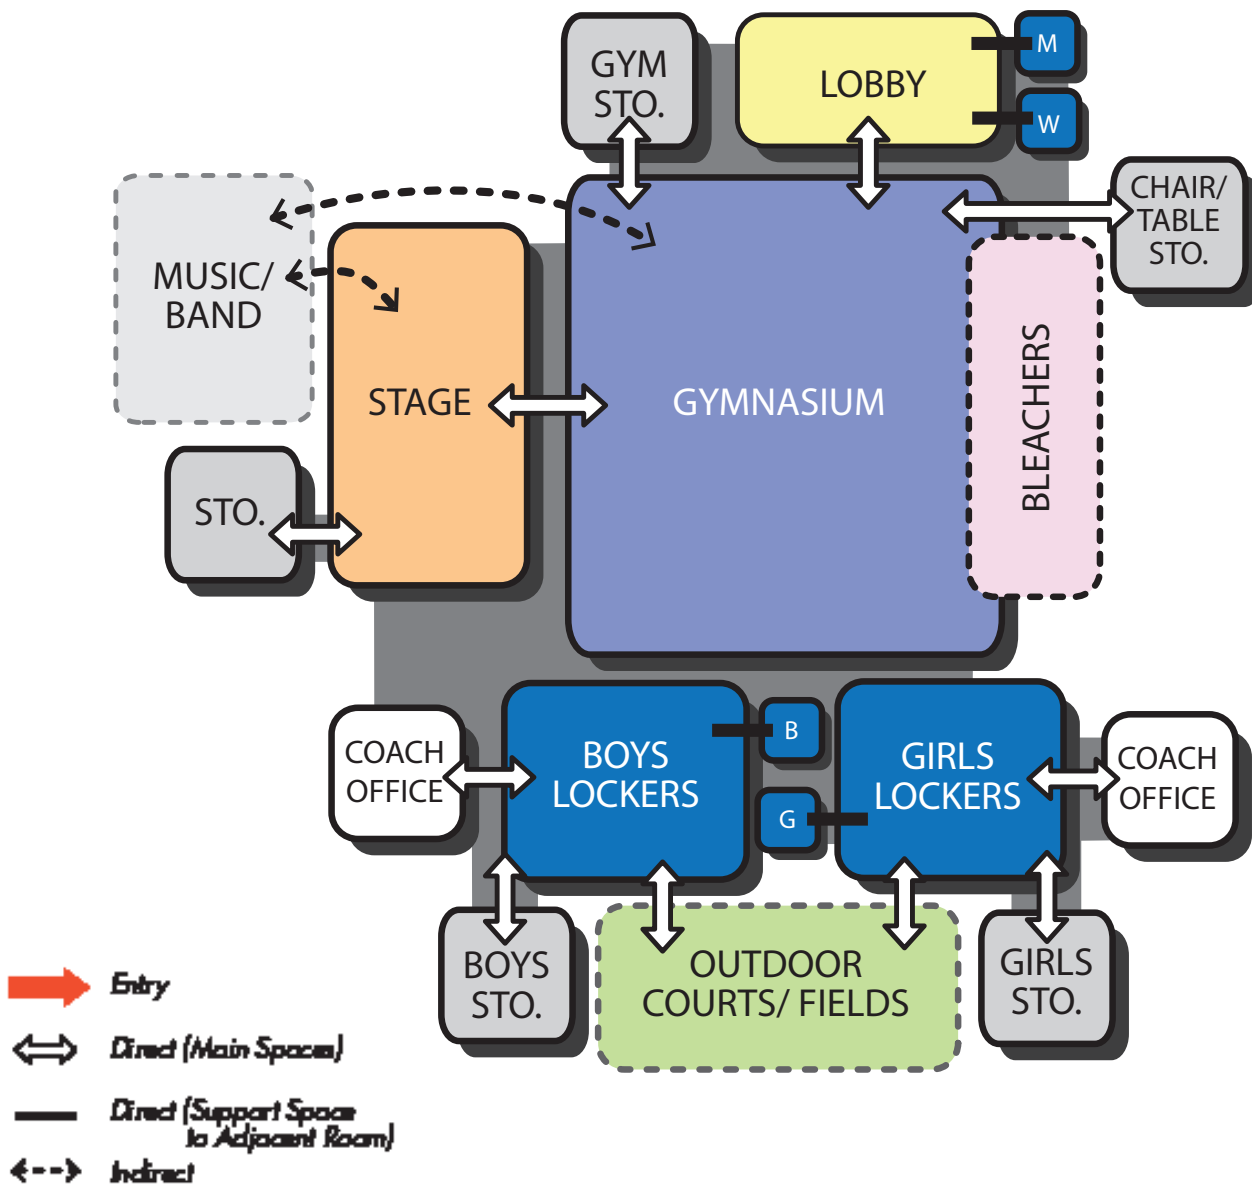 GYM
STO.
LOBBY
M
W
CHAIR/
TABLE
STO.
MUSIC/
BAND
STAGE
GYMNASIUM
BLEACHERS
STO.
COACH
OFFICE
BOYS
LOCKERS
B
G
GIRLS
LOCKERS
COACH
OFFICE
BOYS
STO.
OUTDOOR
COURTS/ FIELDS
GIRLS
STO.
Entry
Direct (Main Spaces)
Direct (Support Space
to Adjacent Room)
Indirect